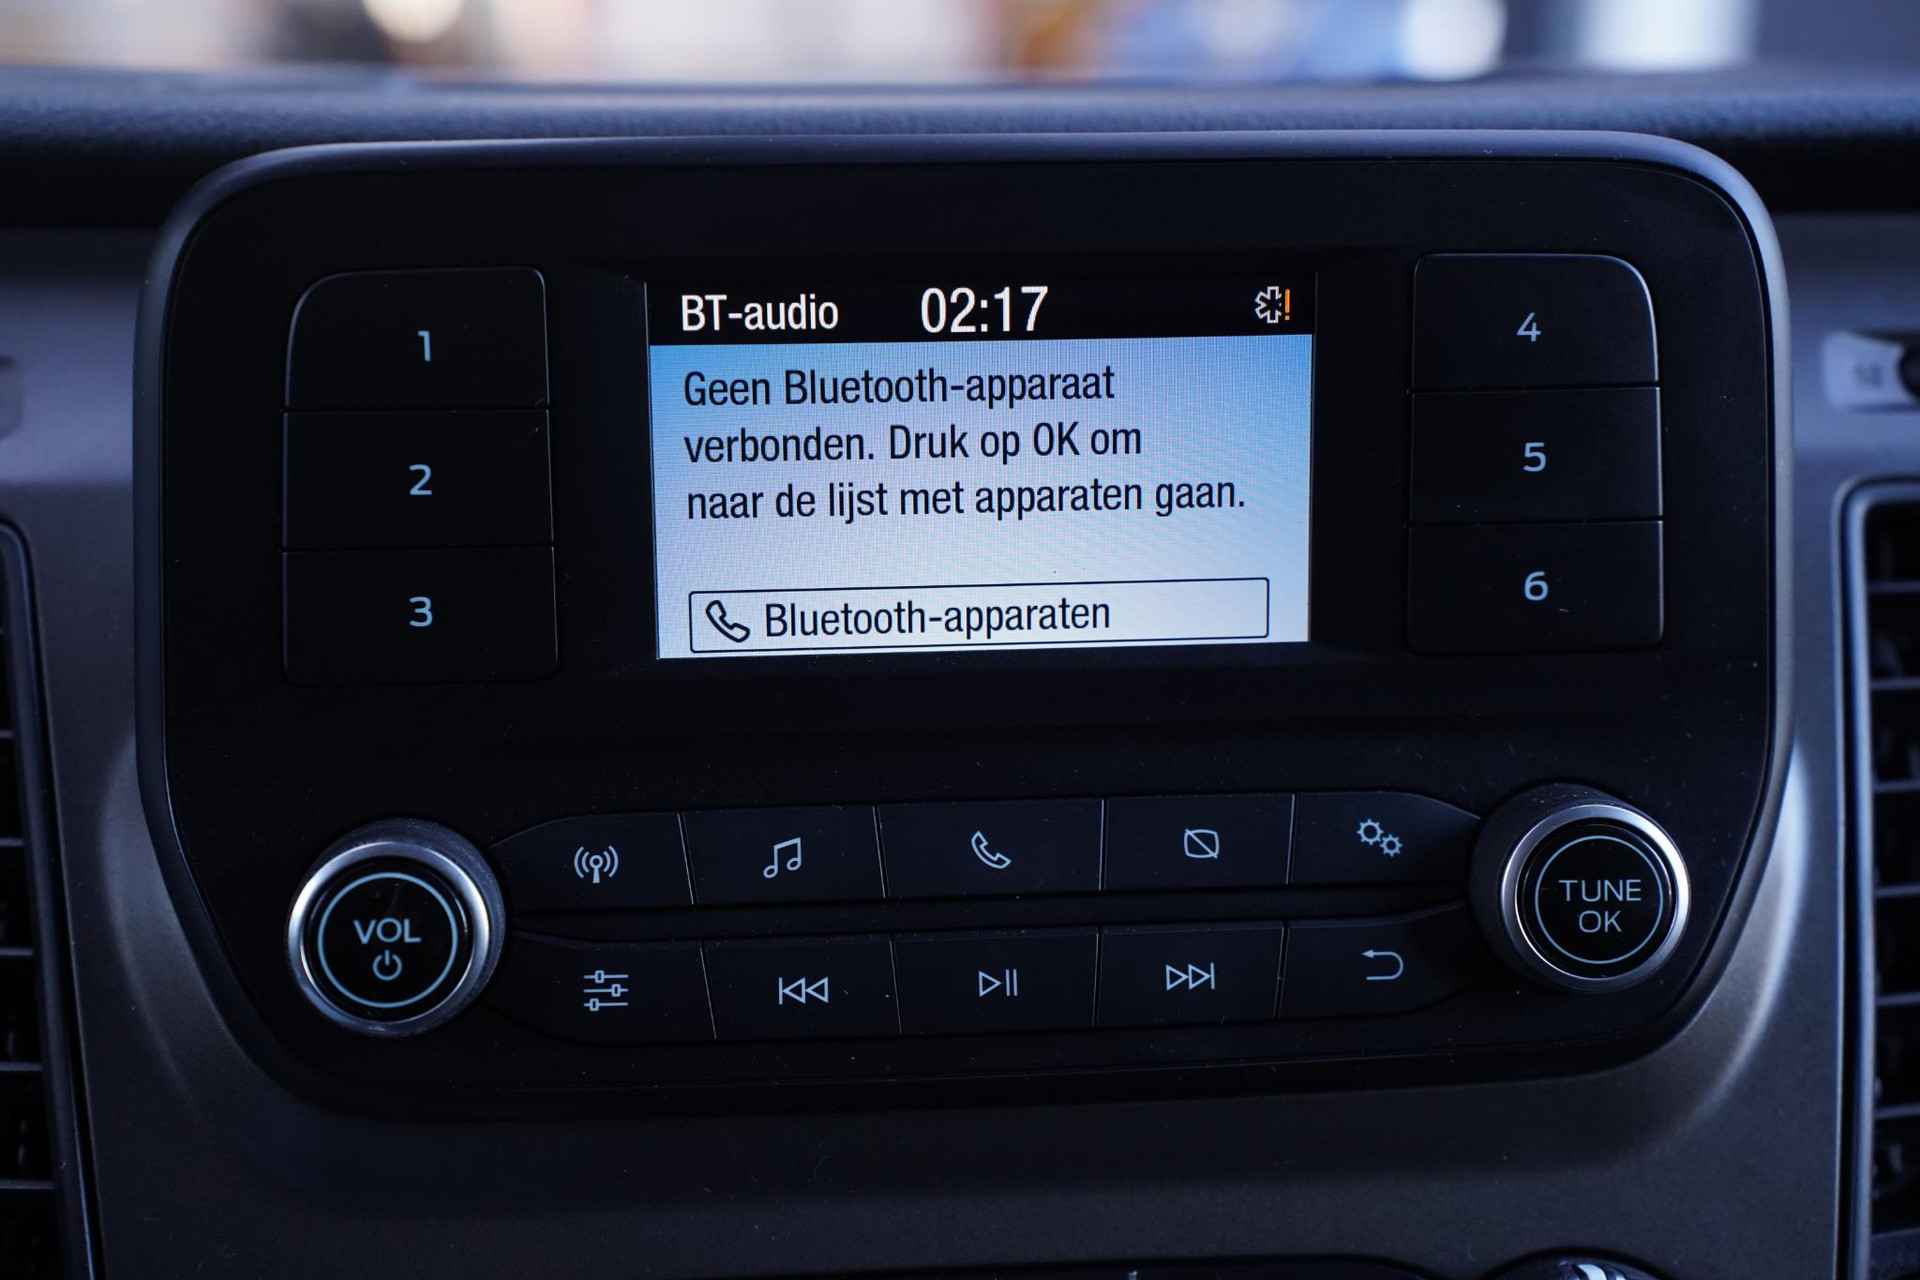 BT-audio 02:17
Geen Bluetooth-apparaat
verbonden. Druk op OK om
naar de lijst met apparaten gaan.
Bluetooth-apparaten
1
2
3
4
5
6
VOL
TUNE
OK